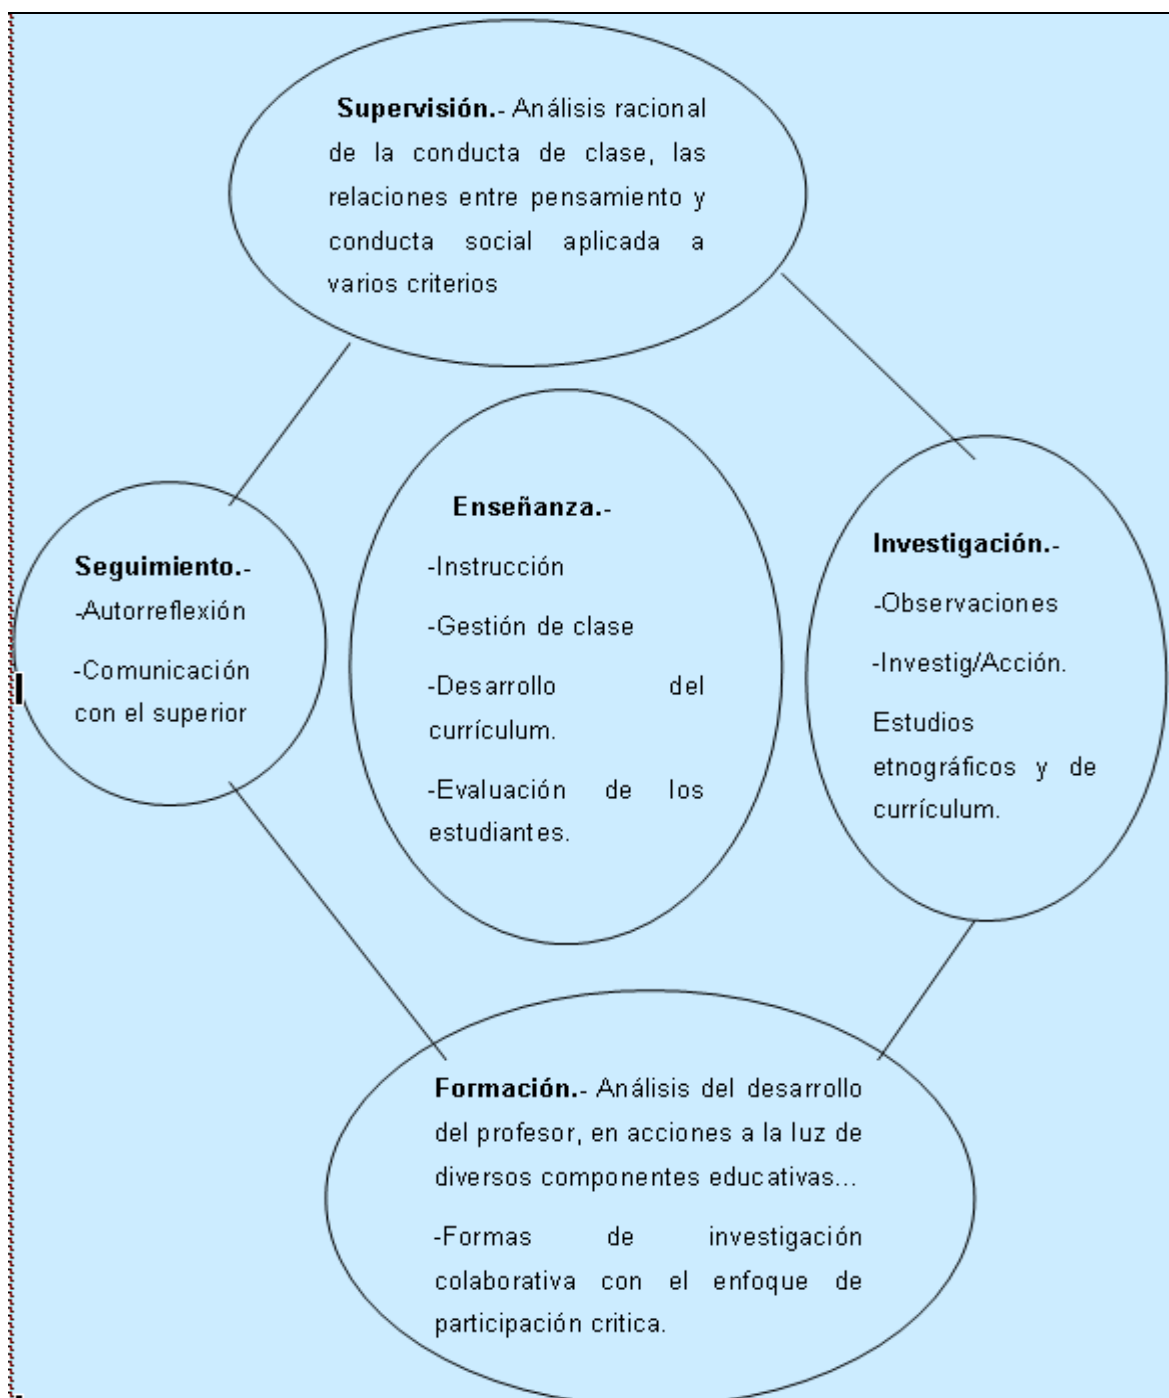 Supervisión.- Análisis racional
de la conducta de clase, las
relaciones entre pensamiento y
conducta social aplicada a
varios criterios
Seguimiento.-
-Autorreflexión
-Comunicación
con el superior
Enseñanza.-
-Instrucción
-Gestión de clase
-Desarrollo del
currículum.
-Evaluación de los
estudiantes.
Investigación.-
-Observaciones
-Investig/Acción.
Estudios
etnográficos y de
currículum.
Formación.- Análisis del desarrollo
del profesor, en acciones a la luz de
diversos componentes educativas...
-Formas de investigación
colaborativa con el enfoque de
participación critica.